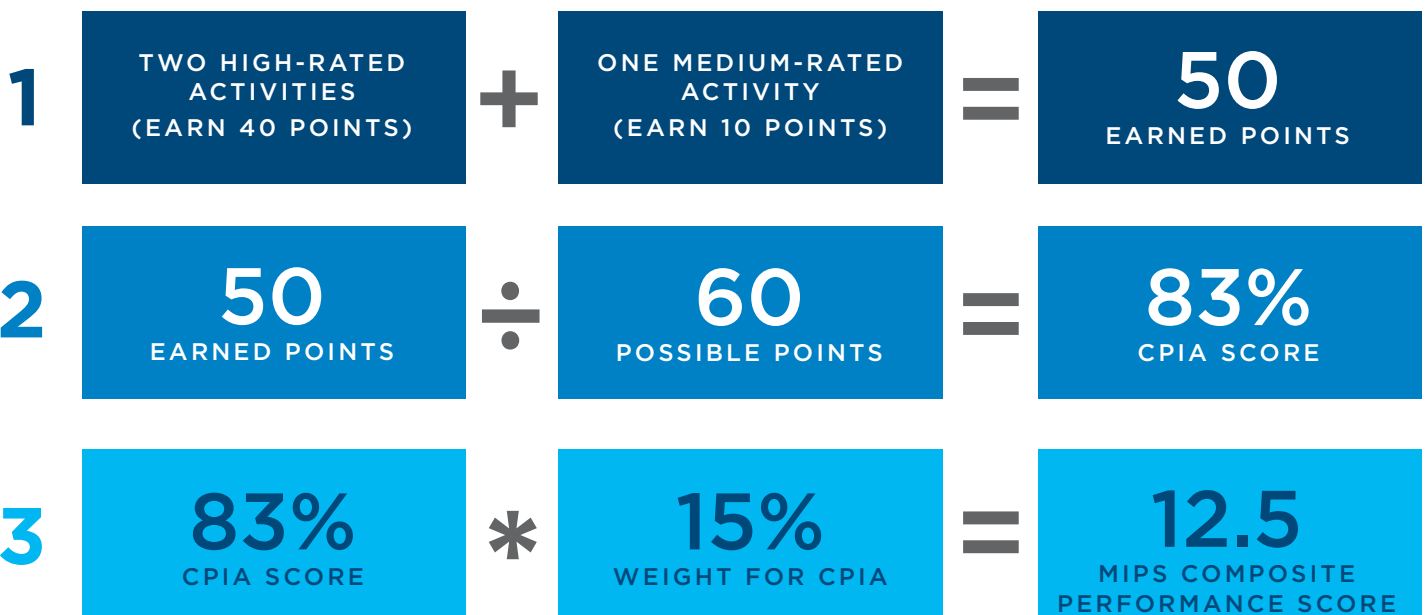 1
TWO HIGH-RATED
ACTIVITIES
(EARN 40 POINTS)
+
ONE MEDIUM-RATED
ACTIVITY
(EARN 10 POINTS)
=
50
EARNED POINTS
2
50
EARNED POINTS
÷
60
POSSIBLE POINTS
=
83%
CPIA SCORE
3
83%
CPIA SCORE
*
15%
WEIGHT FOR CPIA
=
12.5
MIPS COMPOSITE
PERFORMANCE SCORE